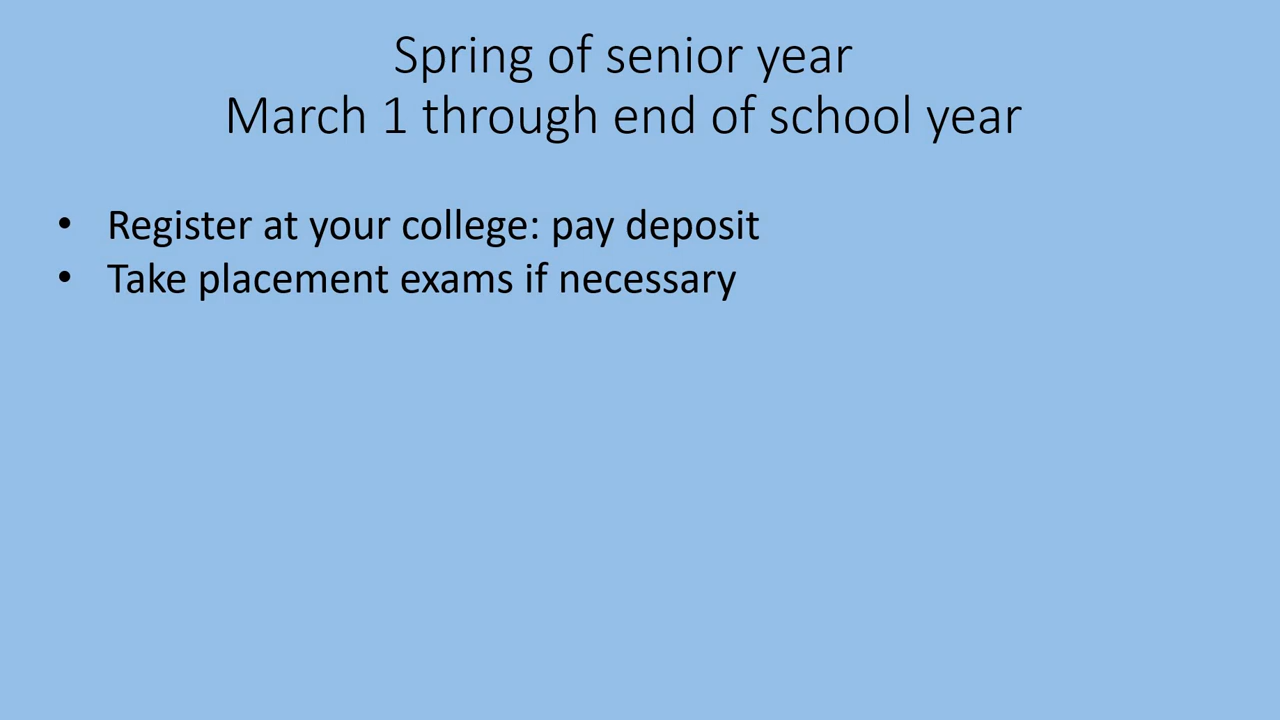 Spring of senior year
March 1 through end of school year
• Register at your college: pay deposit
• Take placement exams if necessary